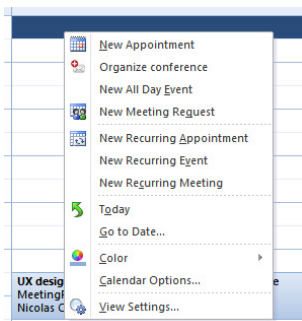 New Appointment
Organize conference
New All Day Event
New Meeting Request
New Recurring Appointment
New Recurring Event
New Recurring Meeting
Today
Go to Date...
Color
Calendar Options...
View Settings...
UX desig
Meeting
Nicolas C
e